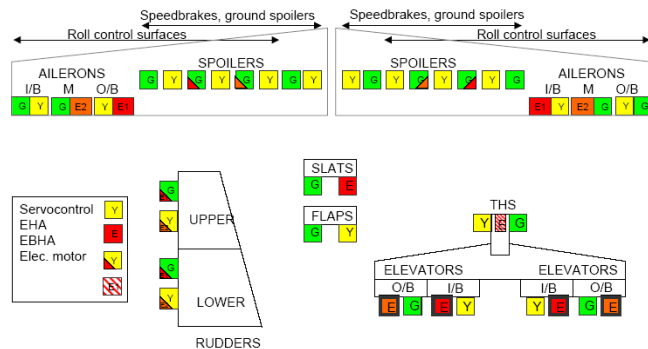 Speedbrakes, ground spoilers
Speedbrakes, ground spoilers
Roll control surfaces
Roll control surfaces
AILERONS
SPOILERS
SPOILERS
AILERONS
I/B M O/B
I/B M O/B
G Y G Y G Y G Y
Y G Y G Y G Y G
G Y G E2 Y E1
E1 Y E2 G Y G
Servocontrol Y
EHA
EBHA E
Elec. motor Y
E
G
Y
UPPER
G
Y
LOWER
RUDDERS
SLATS
G E
FLAPS
G Y
THS
Y E G
ELEVATORS
ELEVATORS
O/B I/B
I/B O/B
E G E Y
Y E G E